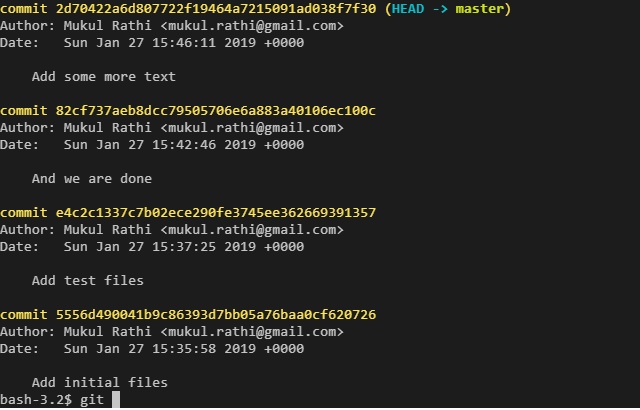 commit 2d70422a6d807722f19464a7215091ad038f7f30 (HEAD -> master)
Author: Mukul Rathi <mukul.rathi@gmail.com>
Date:   Sun Jan 27 15:46:11 2019 +0000
Add some more text
commit 82cf737aeb8dcc79505706e6a883a40106ec100c
Author: Mukul Rathi <mukul.rathi@gmail.com>
Date:   Sun Jan 27 15:42:46 2019 +0000
And we are done
commit e4c2c1337c7b02ece290fe3745ee362669391357
Author: Mukul Rathi <mukul.rathi@gmail.com>
Date:   Sun Jan 27 15:37:25 2019 +0000
Add test files
commit 5556d490041b9c86393d7bb05a76baa0cf620726
Author: Mukul Rathi <mukul.rathi@gmail.com>
Date:   Sun Jan 27 15:35:58 2019 +0000
Add initial files
bash-3.2$ git